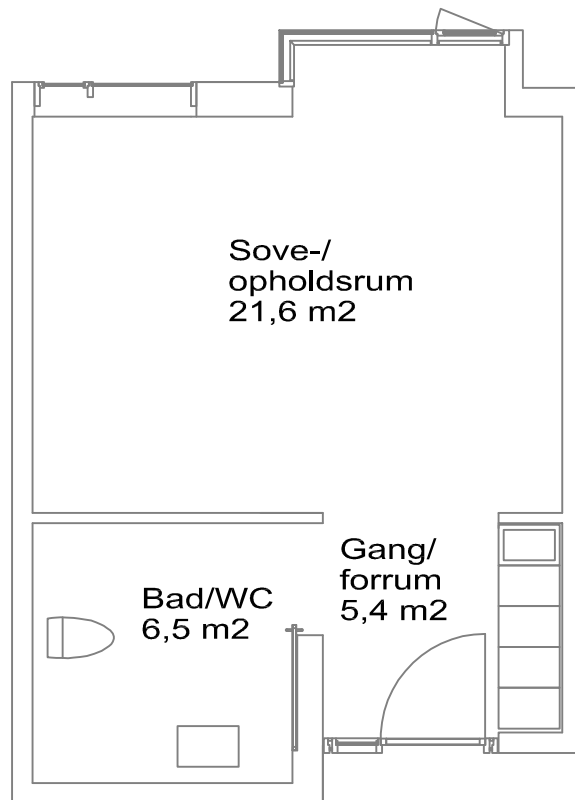 Sove-/
opholdsrum
21,6 m2
Gang/
forrum
5,4 m2
Bad/WC
6,5 m2